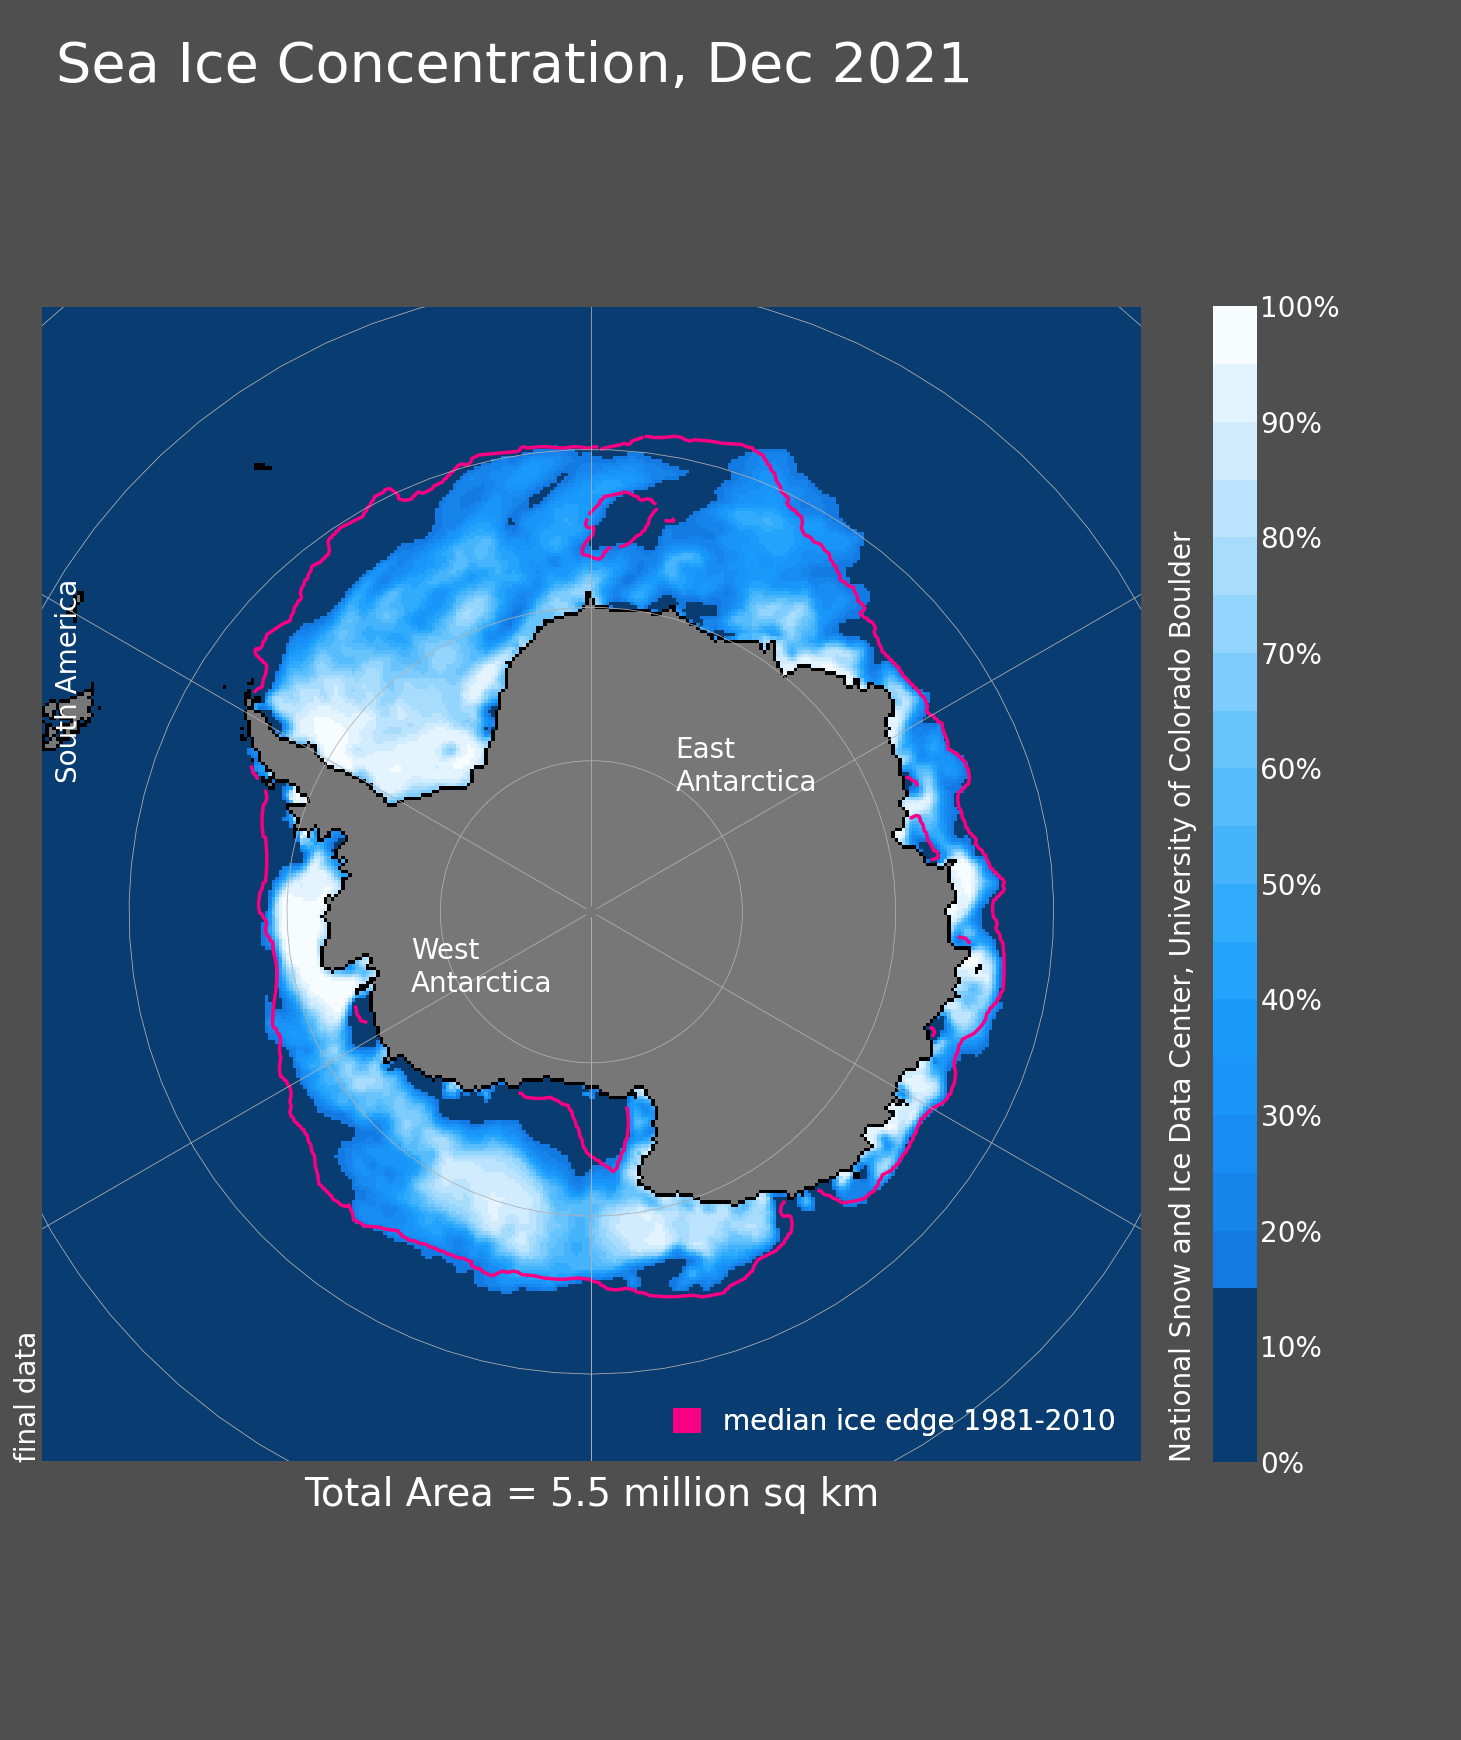 Sea Ice Concentration, Dec 2021
South America
East
Antarctica
West
Antarctica
final data
median ice edge 1981-2010
Total Area = 5.5 million sq km
National Snow and Ice Data Center, University of Colorado Boulder
100%
90%
80%
70%
60%
50%
40%
30%
20%
10%
0%